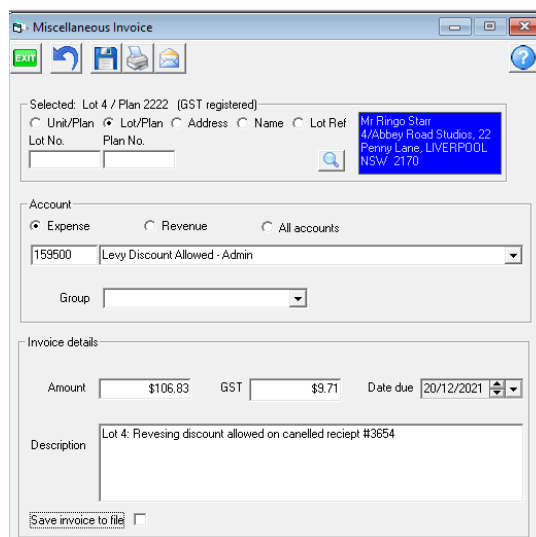 Miscellaneous Invoice
EXIT
?
Selected: Lot 4 / Plan 2222 (GST registered)
Unit/Plan Lot/Plan Address Name Lot Ref
Lot No. Plan No.
Mr Ringo Starr
4/Abbey Road Studios, 22
Penny Lane, LIVERPOOL
NSW 2170
Account
Expense Revenue All accounts
159500 Levy Discount Allowed - Admin
Group
Invoice details
Amount $106.83 GST $9.71 Date due 20/12/2021
Description
Lot 4: Revesing discount allowed on canelled reciept #3654
Save invoice to file